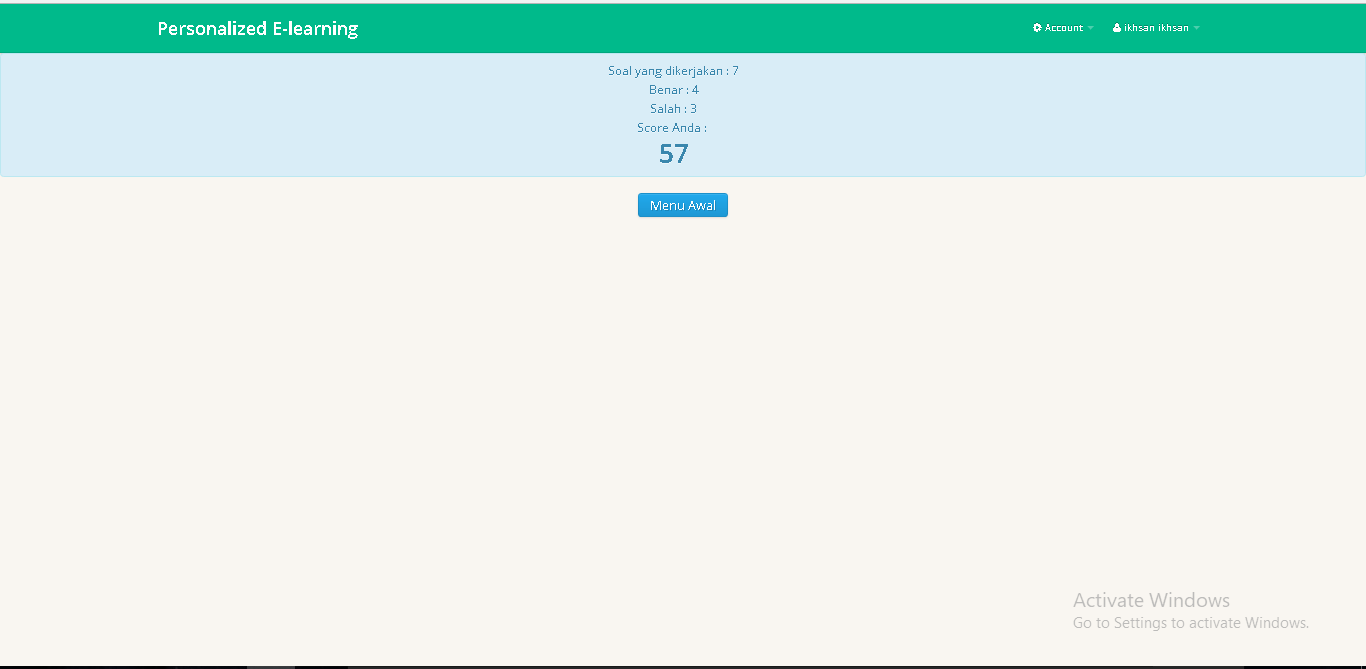 Personalized E-learning
Account
ikhsan ikhsan
Soal yang dikerjakan : 7
Benar : 4
Salah : 3
Score Anda :
57
Menu Awal
Activate Windows
Go to Settings to activate Windows.